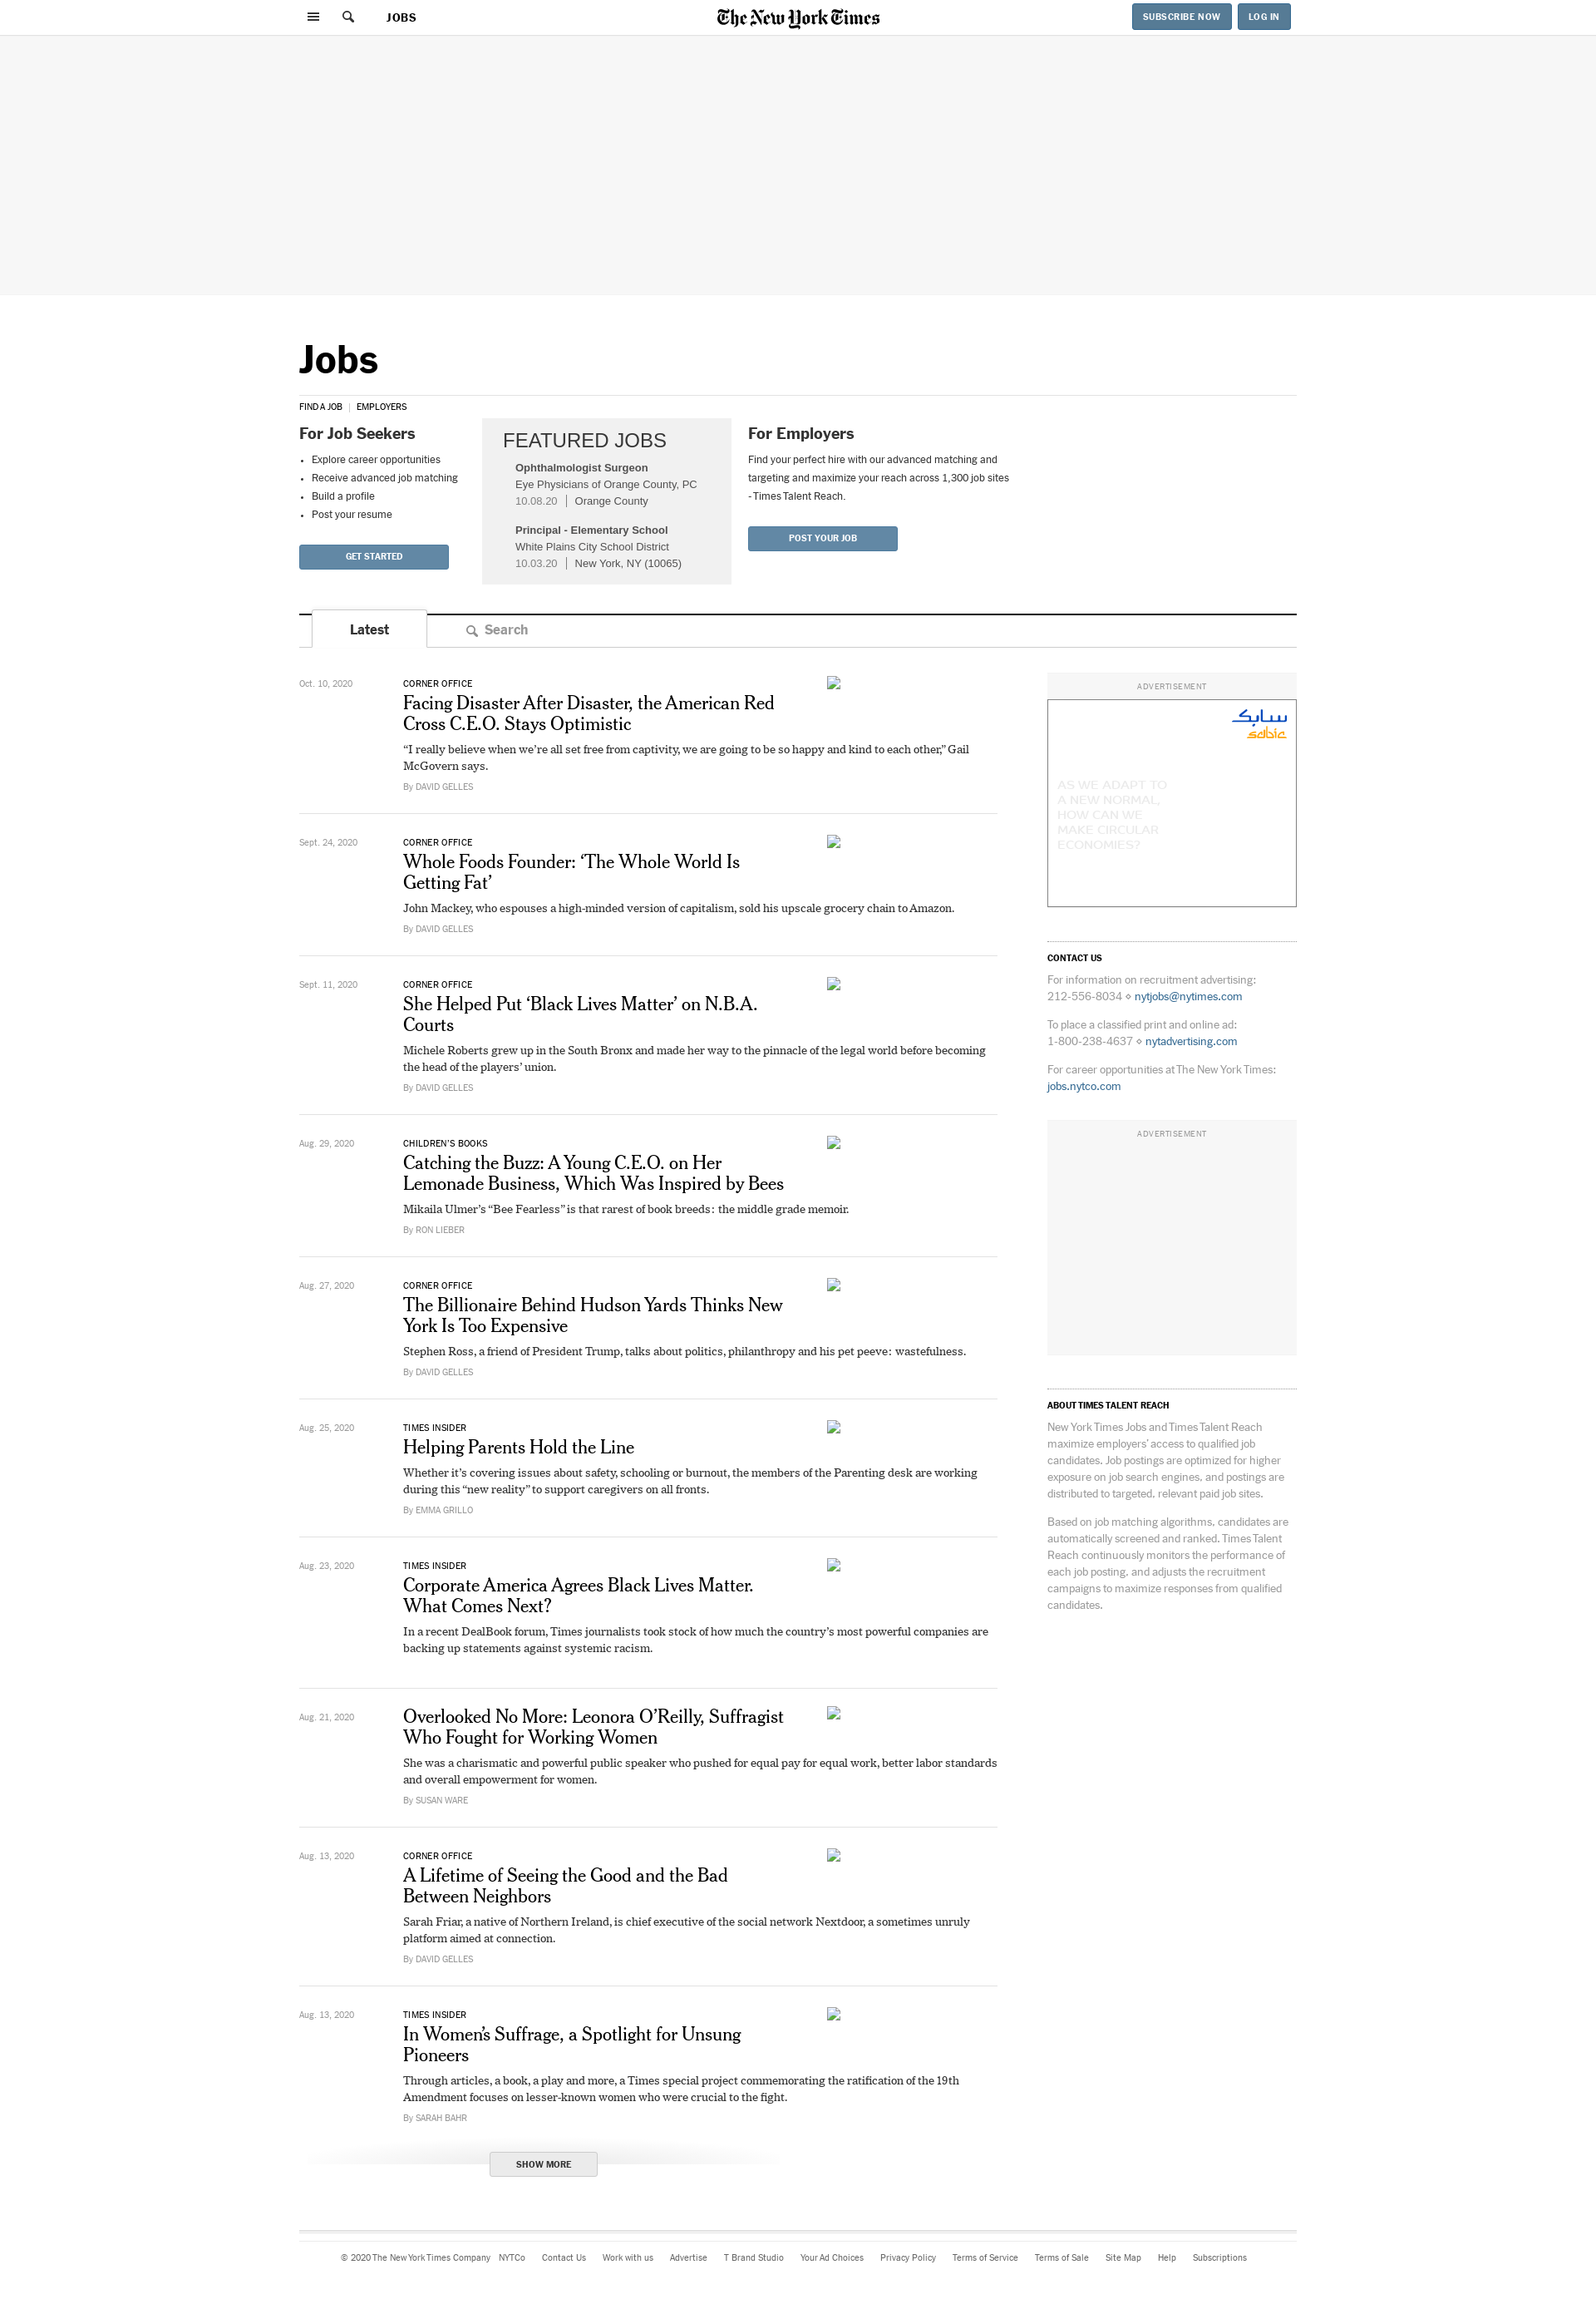 JOBS
The New York Times
SUBSCRIBE NOW
LOG IN
Jobs
FIND A JOB | EMPLOYERS
For Job Seekers
• Explore career opportunities
• Receive advanced job matching
• Build a profile
• Post your resume
GET STARTED
FEATURED JOBS
Ophthalmologist Surgeon
Eye Physicians of Orange County, PC
10.08.20 | Orange County
Principal - Elementary School
White Plains City School District
10.03.20 | New York, NY (10065)
For Employers
Find your perfect hire with our advanced matching and
targeting and maximize your reach across 1,300 job sites
- Times Talent Reach.
POST YOUR JOB
Latest
Search
Oct. 10, 2020
CORNER OFFICE
Facing Disaster After Disaster, the American Red
Cross C.E.O. Stays Optimistic
“I really believe when we’re all set free from captivity, we are going to be so happy and kind to each other,” Gail
McGovern says.
By DAVID GELLES
Sept. 24, 2020
CORNER OFFICE
Whole Foods Founder: ‘The Whole World Is
Getting Fat’
John Mackey, who espouses a high-minded version of capitalism, sold his upscale grocery chain to Amazon.
By DAVID GELLES
Sept. 11, 2020
CORNER OFFICE
She Helped Put ‘Black Lives Matter’ on N.B.A.
Courts
Michele Roberts grew up in the South Bronx and made her way to the pinnacle of the legal world before becoming
the head of the players’ union.
By DAVID GELLES
Aug. 29, 2020
CHILDREN’S BOOKS
Catching the Buzz: A Young C.E.O. on Her
Lemonade Business, Which Was Inspired by Bees
Mikaila Ulmer’s “Bee Fearless” is that rarest of book breeds: the middle grade memoir.
By RON LIEBER
Aug. 27, 2020
CORNER OFFICE
The Billionaire Behind Hudson Yards Thinks New
York Is Too Expensive
Stephen Ross, a friend of President Trump, talks about politics, philanthropy and his pet peeve: wastefulness.
By DAVID GELLES
Aug. 25, 2020
TIMES INSIDER
Helping Parents Hold the Line
Whether it’s covering issues about safety, schooling or burnout, the members of the Parenting desk are working
during this “new reality” to support caregivers on all fronts.
By EMMA GRILLO
Aug. 23, 2020
TIMES INSIDER
Corporate America Agrees Black Lives Matter.
What Comes Next?
In a recent DealBook forum, Times journalists took stock of how much the country’s most powerful companies are
backing up statements against systemic racism.
Aug. 21, 2020
Overlooked No More: Leonora O’Reilly, Suffragist
Who Fought for Working Women
She was a charismatic and powerful public speaker who pushed for equal pay for equal work, better labor standards
and overall empowerment for women.
By SUSAN WARE
Aug. 13, 2020
CORNER OFFICE
A Lifetime of Seeing the Good and the Bad
Between Neighbors
Sarah Friar, a native of Northern Ireland, is chief executive of the social network Nextdoor, a sometimes unruly
platform aimed at connection.
By DAVID GELLES
Aug. 13, 2020
TIMES INSIDER
In Women’s Suffrage, a Spotlight for Unsung
Pioneers
Through articles, a book, a play and more, a Times special project commemorating the ratification of the 19th
Amendment focuses on lesser-known women who were crucial to the fight.
By SARAH BAHR
SHOW MORE
ADVERTISEMENT
سابك
sabic
AS WE ADAPT TO
A NEW NORMAL,
HOW CAN WE
MAKE CIRCULAR
ECONOMIES?
CONTACT US
For information on recruitment advertising:
212-556-8034 ⋄ nytjobs@nytimes.com
To place a classified print and online ad:
1-800-238-4637 ⋄ nytadvertising.com
For career opportunities at The New York Times:
jobs.nytco.com
ADVERTISEMENT
ABOUT TIMES TALENT REACH
New York Times Jobs and Times Talent Reach
maximize employers’ access to qualified job
candidates. Job postings are optimized for higher
exposure on job search engines, and postings are
distributed to targeted, relevant paid job sites.
Based on job matching algorithms, candidates are
automatically screened and ranked. Times Talent
Reach continuously monitors the performance of
each job posting, and adjusts the recruitment
campaigns to maximize responses from qualified
candidates.
© 2020 The New York Times Company NYTCo Contact Us Work with us Advertise T Brand Studio Your Ad Choices Privacy Policy Terms of Service Terms of Sale Site Map Help Subscriptions